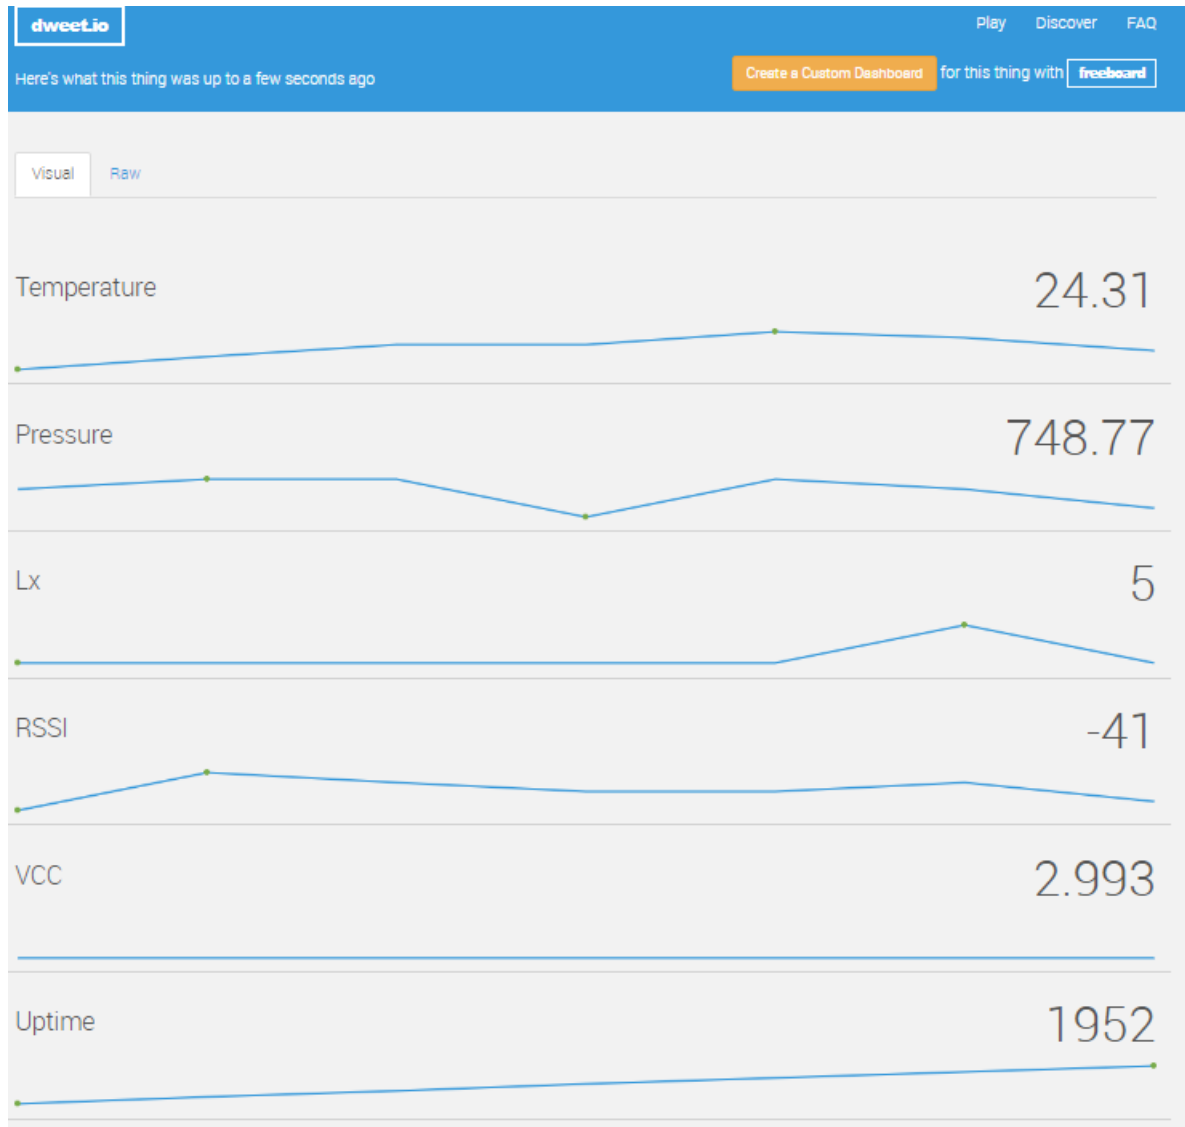 dweet.io
Play Discover FAQ
Here's what this thing was up to a few seconds ago
Create a Custom Dashboard for this thing with freeboard
Visual Raw
Temperature 24.31
Pressure 748.77
Lx 5
RSSI -41
VCC 2.993
Uptime 1952